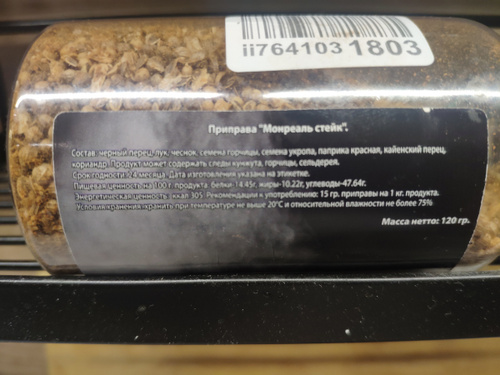 ii764103 1803
Приправа "Монреаль стейк".
Состав: черный перец, лук, чеснок, семена горчицы, семена укропа, паприка красная, кайенский перец,
кориандр. Продукт может содержать следы кунжута, горчицы, сельдерея.
Срок годности 24 месяца. Дата изготовления указана на этикетке.
Пищевая ценность на 100 г. продукта: белки-14.45г, жиры-10.22г, углеводы-47.64г.
Энергетическая ценность: ккал 305. Рекомендации к употреблению: 15 гр. приправы на 1 кг. продукта.
Условия хранения: хранить при температуре не выше 20°С и относительной влажности не более 75%
Масса нетто: 120 гр.